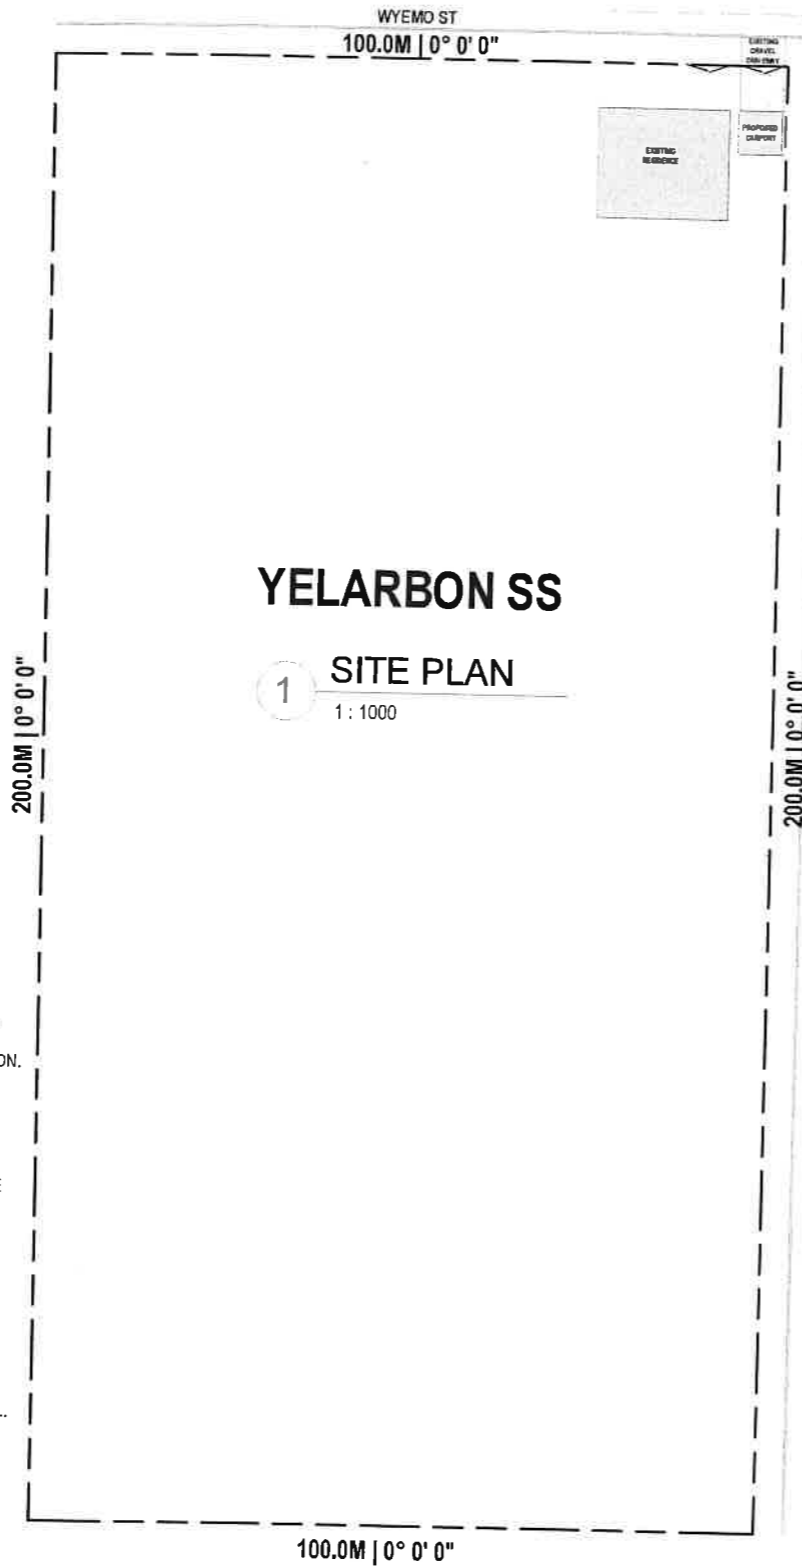 WYEMO ST
100.0M | 0° 0' 0"
EXISTING
GRAVEL
DRIVEWAY
EXISTING
RESIDENCE
PROPOSED
CARPORT
YELARBON SS
1 SITE PLAN
1 : 1000
200.0M | 0° 0' 0"
200.0M | 0° 0' 0"
ON.
100.0M | 0° 0' 0"